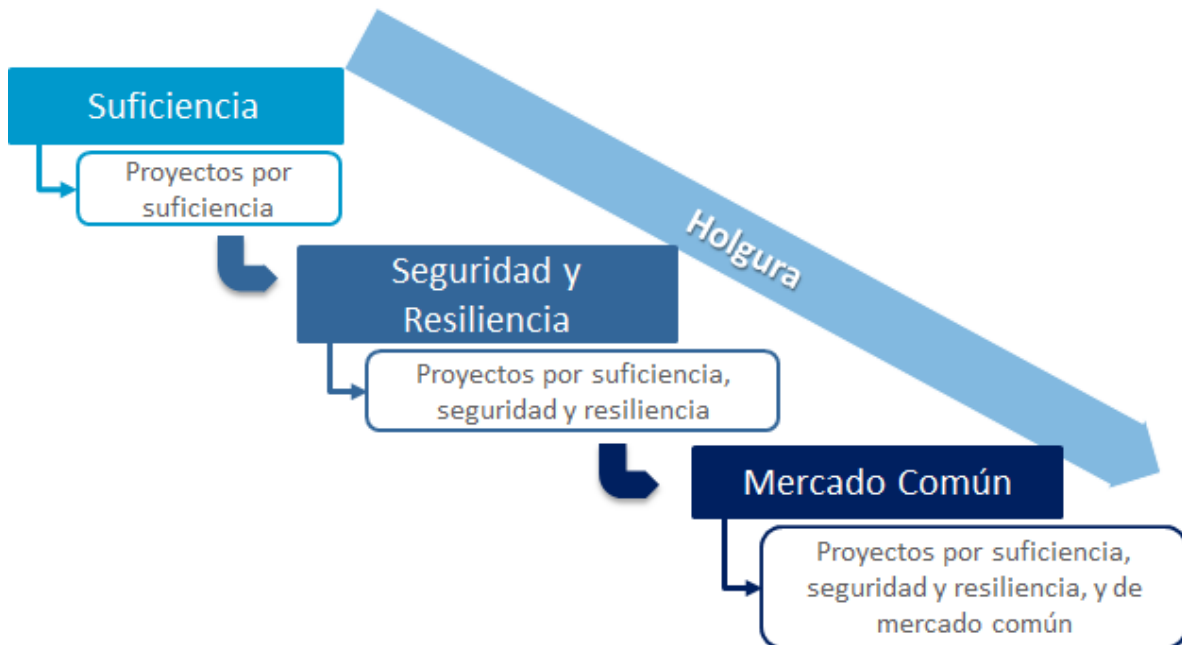 Suficiencia
Proyectos por
suficiencia
Holgura
Seguridad y
Resiliencia
Proyectos por suficiencia,
seguridad y resiliencia
Mercado Común
Proyectos por suficiencia,
seguridad y resiliencia, y de
mercado común